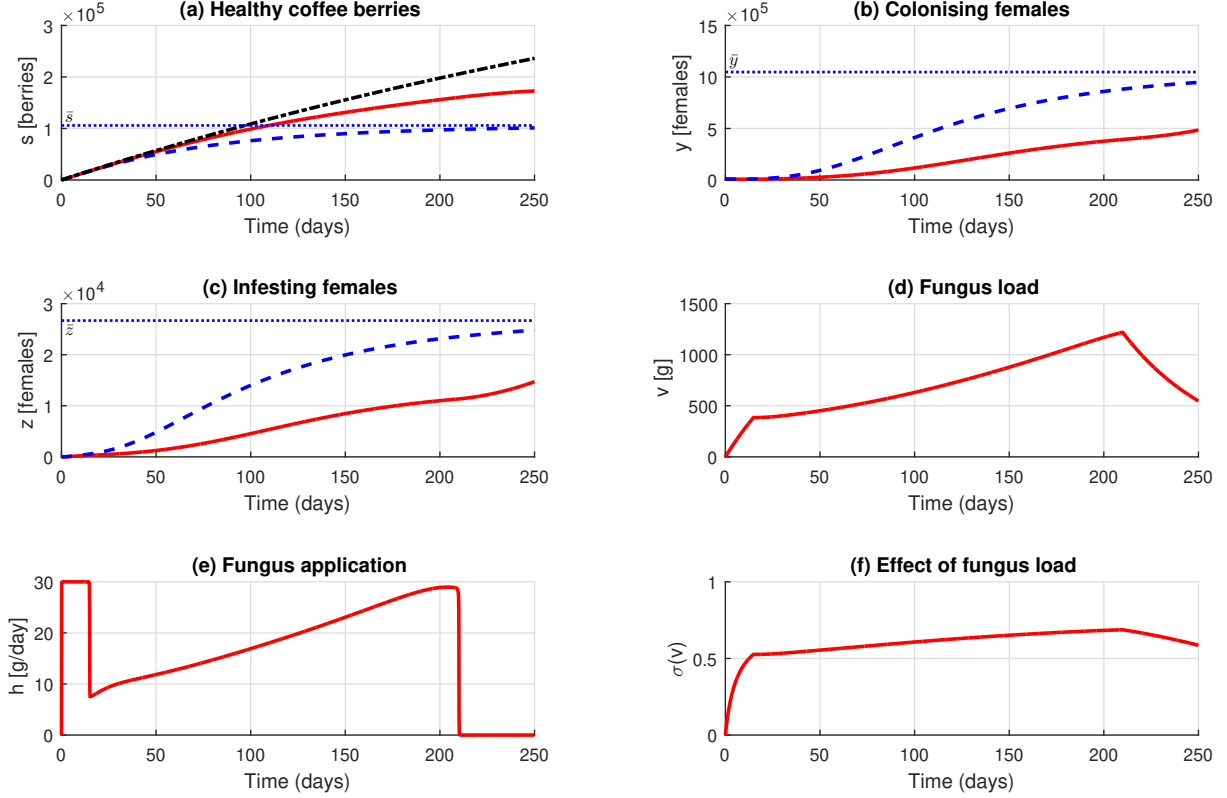 (a) Healthy coffee berries
×10^5
s [berries]
3
2
1
0
s̄
0 50 100 150 200 250
Time (days)
(b) Colonising females
×10^5
y [females]
15
10
5
0
ȳ
0 50 100 150 200 250
Time (days)
(c) Infesting females
×10^4
z [females]
3
2
1
0
z̄
0 50 100 150 200 250
Time (days)
(d) Fungus load
v [g]
1500
1000
500
0
0 50 100 150 200 250
Time (days)
(e) Fungus application
h [g/day]
30
20
10
0
0 50 100 150 200 250
Time (days)
(f) Effect of fungus load
σ(v)
1
0.5
0
0 50 100 150 200 250
Time (days)